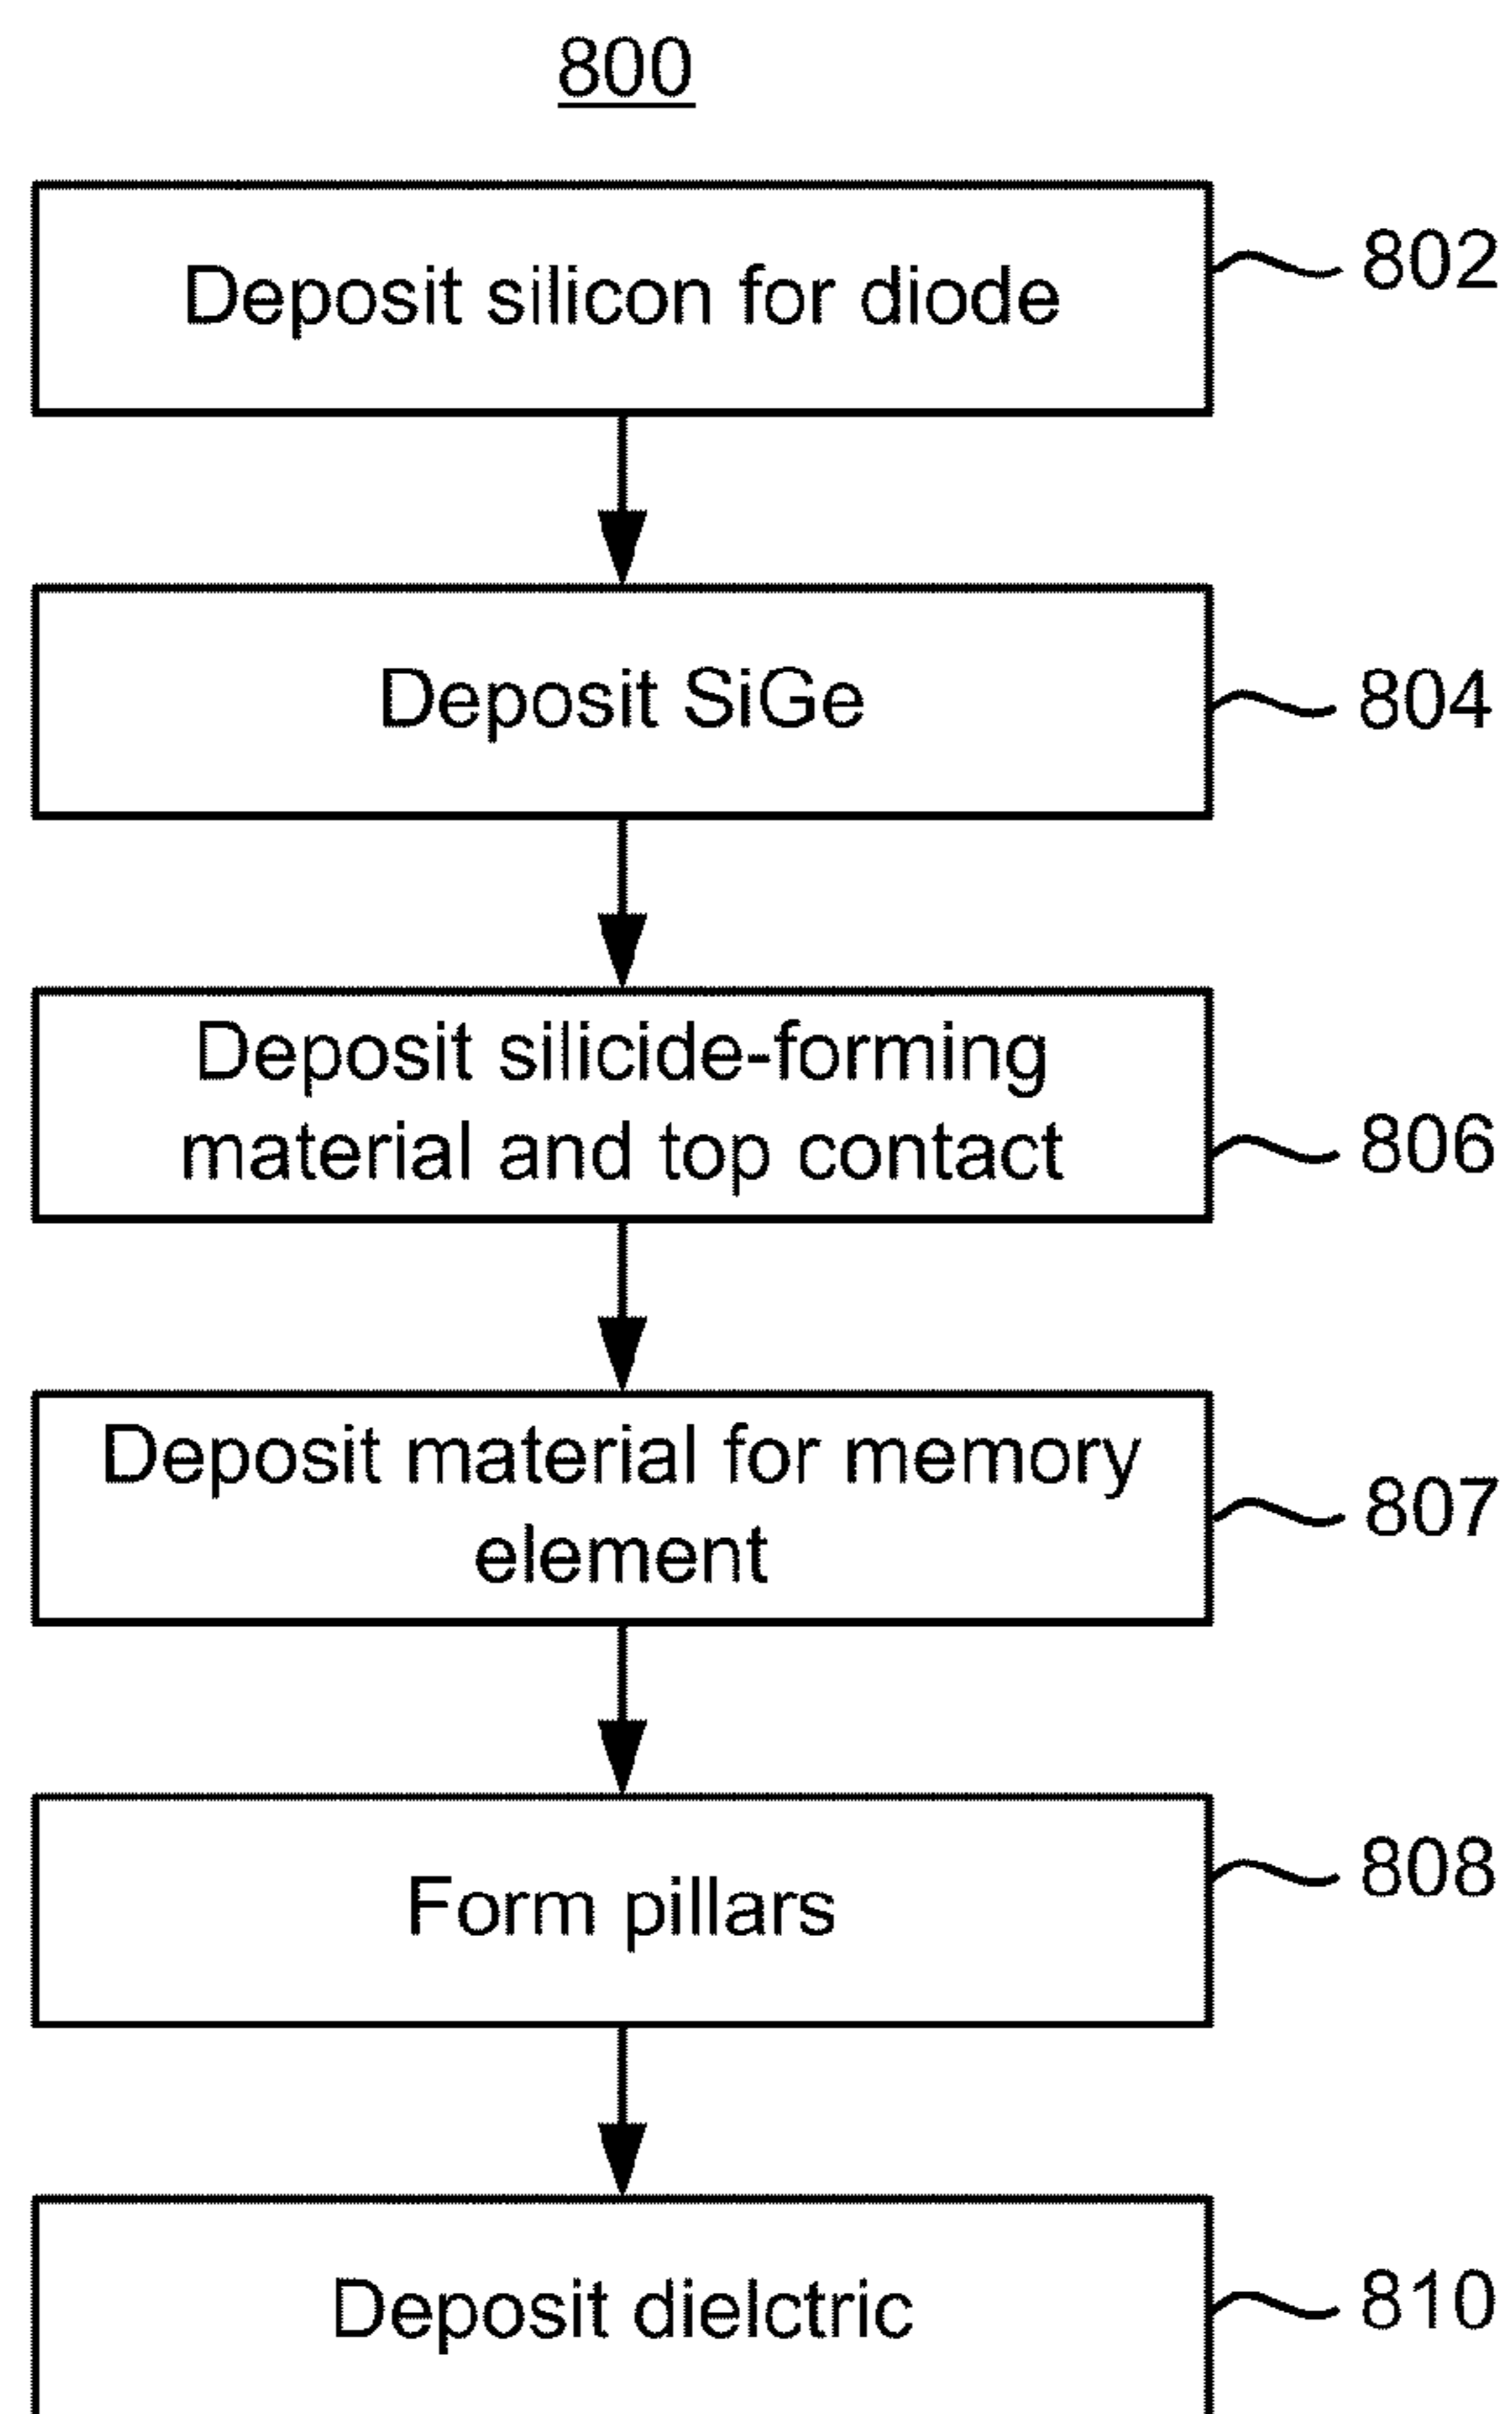 800
Deposit silicon for diode
802
Deposit SiGe
804
Deposit silicide-forming
material and top contact
806
Deposit material for memory
element
807
Form pillars
808
Deposit dielctric
810